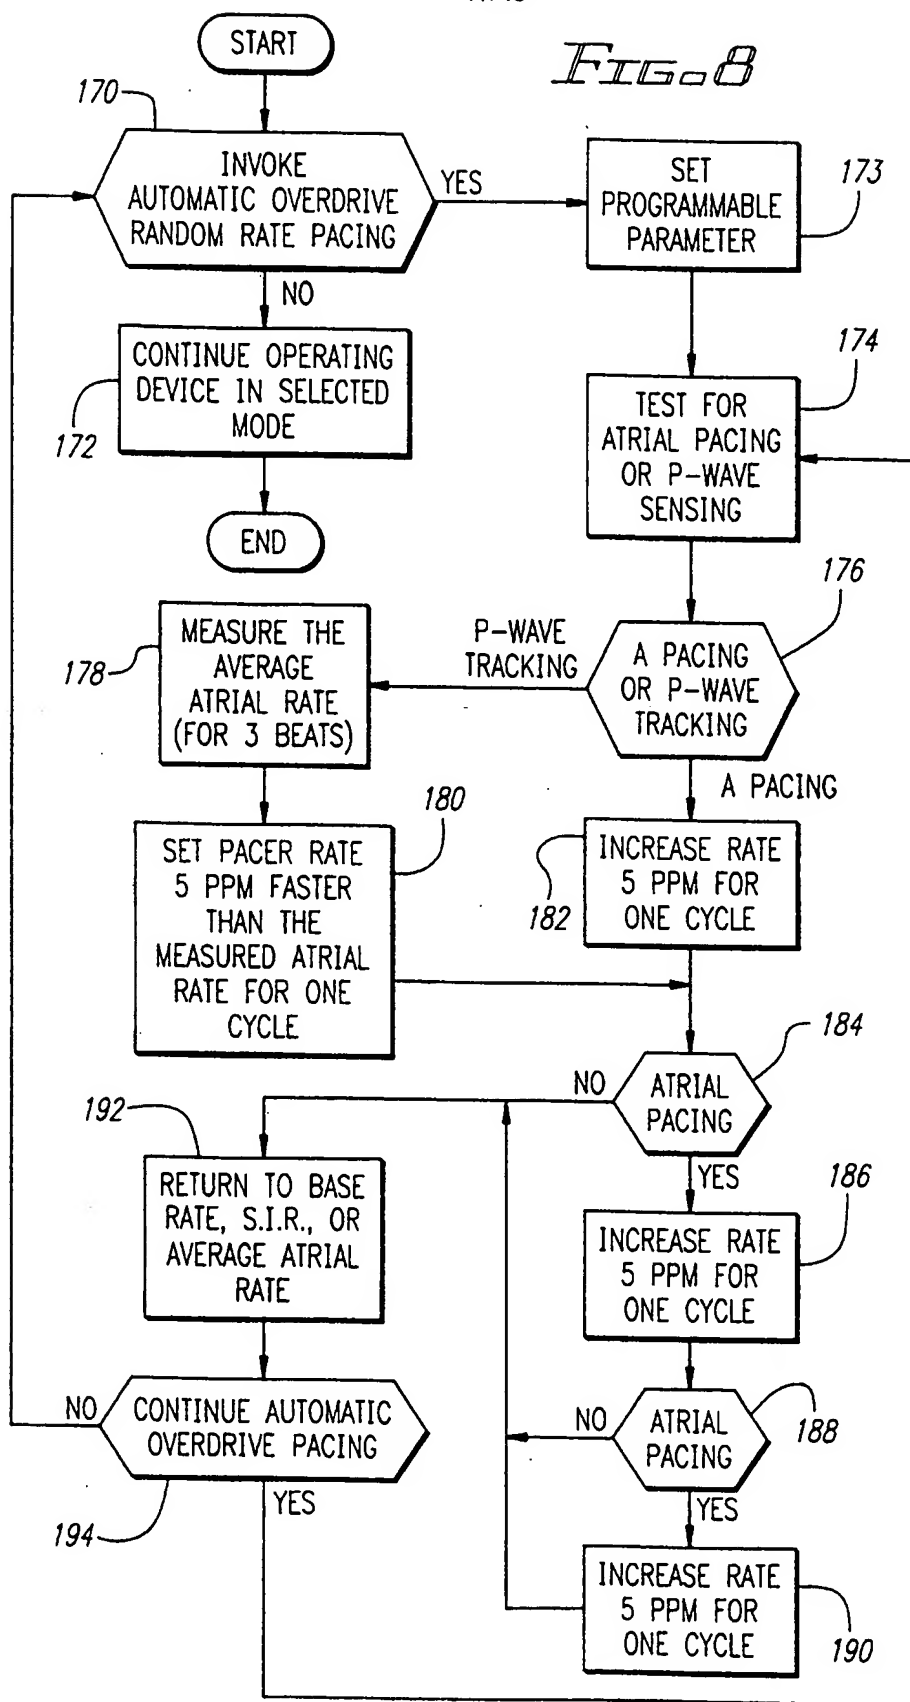 START
FIG. 8
170
INVOKE
AUTOMATIC OVERDRIVE
RANDOM RATE PACING
YES
SET
PROGRAMMABLE
PARAMETER
173
NO
CONTINUE OPERATING
DEVICE IN SELECTED
MODE
172
END
TEST FOR
ATRIAL PACING
OR P-WAVE
SENSING
174
176
A PACING
OR P-WAVE
TRACKING
P-WAVE
TRACKING
MEASURE THE
AVERAGE
ATRIAL RATE
(FOR 3 BEATS)
178
A PACING
180
SET PACER RATE
5 PPM FASTER
THAN THE
MEASURED ATRIAL
RATE FOR ONE
CYCLE
INCREASE RATE
5 PPM FOR
ONE CYCLE
182
184
ATRIAL
PACING
NO
YES
192
RETURN TO BASE
RATE, S.I.R., OR
AVERAGE ATRIAL
RATE
186
INCREASE RATE
5 PPM FOR
ONE CYCLE
NO
CONTINUE AUTOMATIC
OVERDRIVE PACING
194
YES
NO
ATRIAL
PACING
188
YES
INCREASE RATE
5 PPM FOR
ONE CYCLE
190